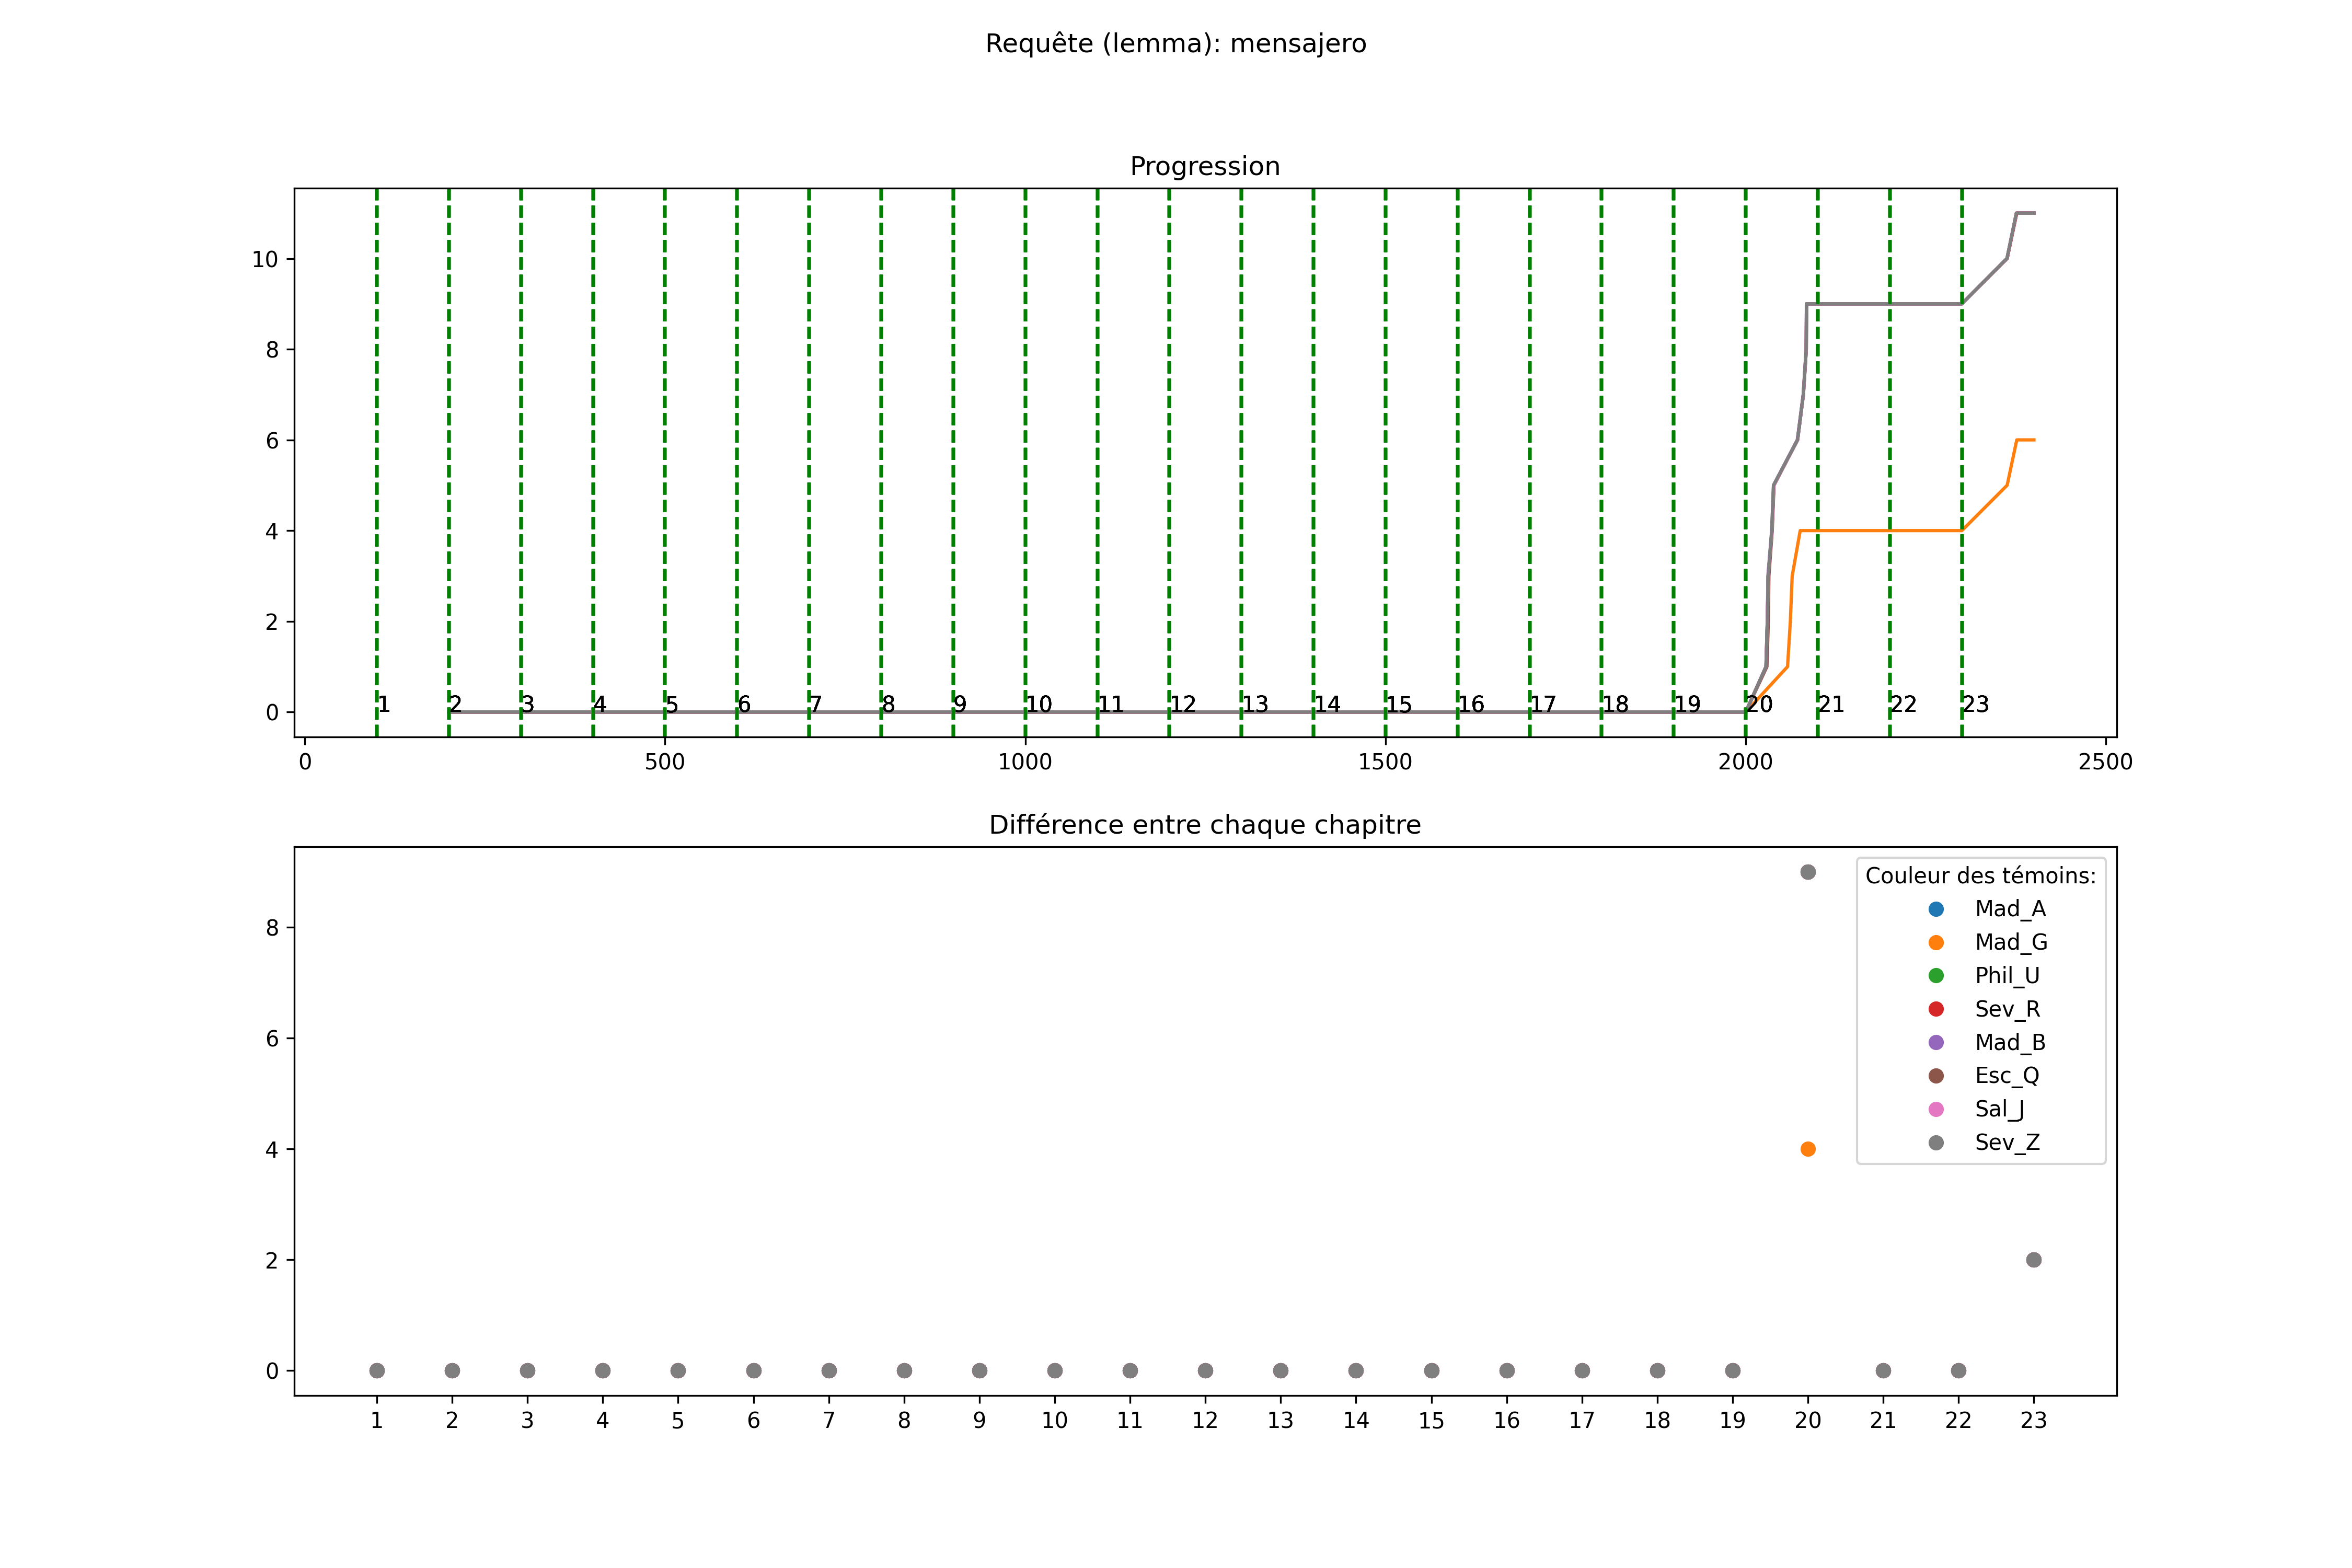 Requête (lemma): mensajero
Progression
10
8
6
4
2
0
1 2 3 4 5 6 7 8 9 10 11 12 13 14 15 16 17 18 19 20 21 22 23
0 500 1000 1500 2000 2500
Différence entre chaque chapitre
8
6
4
2
0
Couleur des témoins:
Mad_A
Mad_G
Phil_U
Sev_R
Mad_B
Esc_Q
Sal_J
Sev_Z
1 2 3 4 5 6 7 8 9 10 11 12 13 14 15 16 17 18 19 20 21 22 23